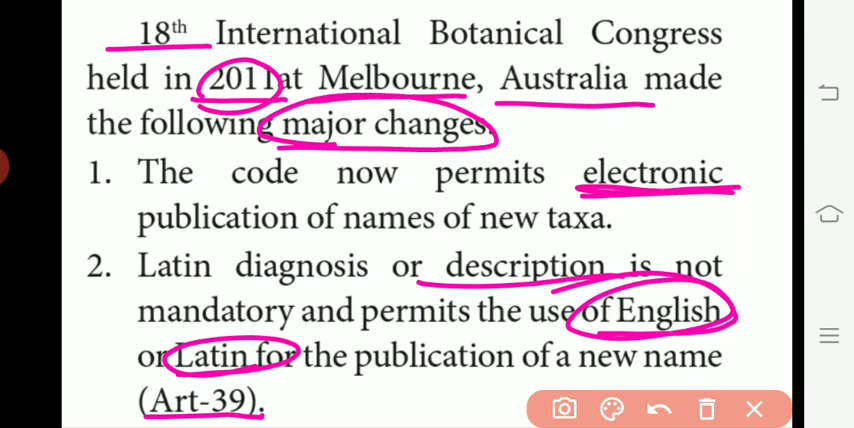 18th International Botanical Congress
held in 2011at Melbourne, Australia made
the following major changes.
1. The code now permits electronic
publication of names of new taxa.
2. Latin diagnosis or description is not
mandatory and permits the use of English
or Latin for the publication of a new name
(Art-39).